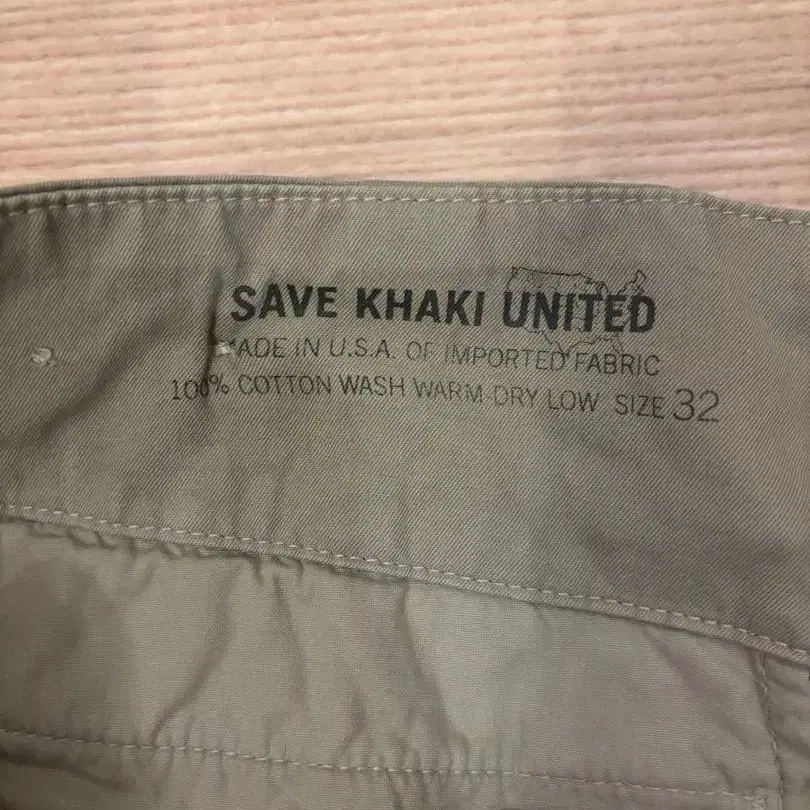 SAVE KHAKI UNITED
MADE IN U.S.A. OF IMPORTED FABRIC
100% COTTON WASH WARM-DRY LOW SIZE 32